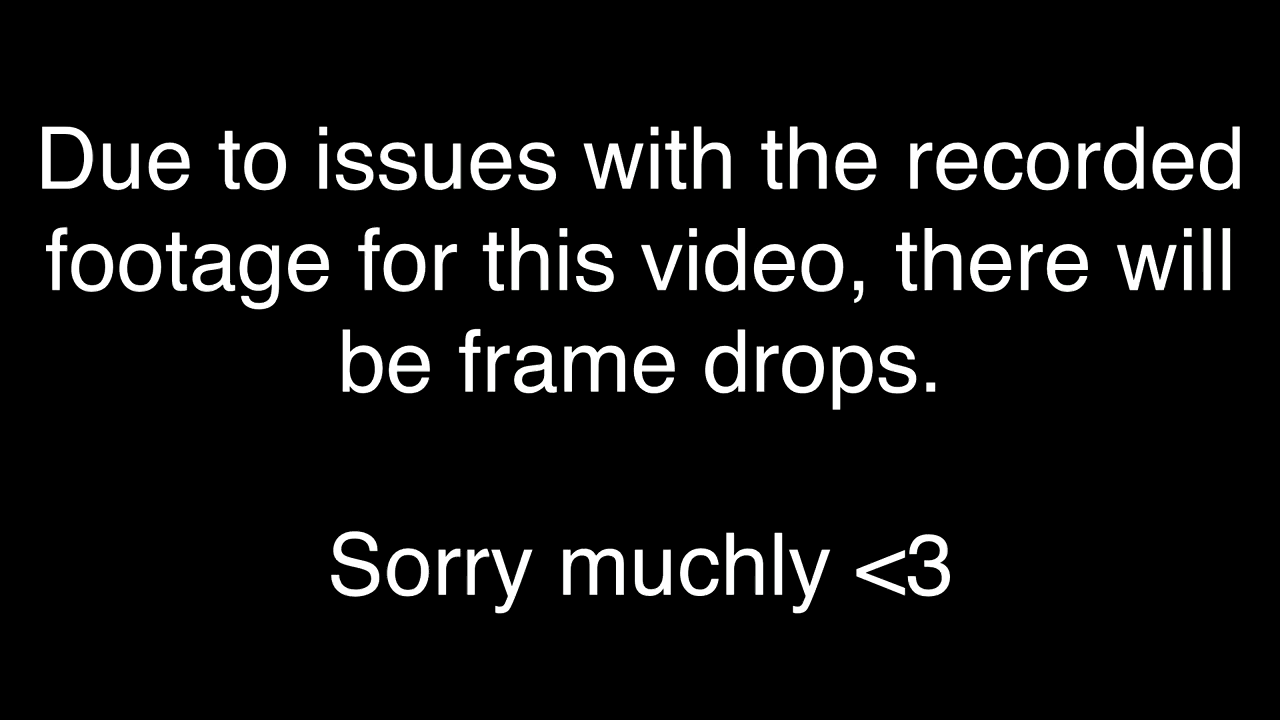 Due to issues with the recorded
footage for this video, there will
be frame drops.
Sorry muchly <3